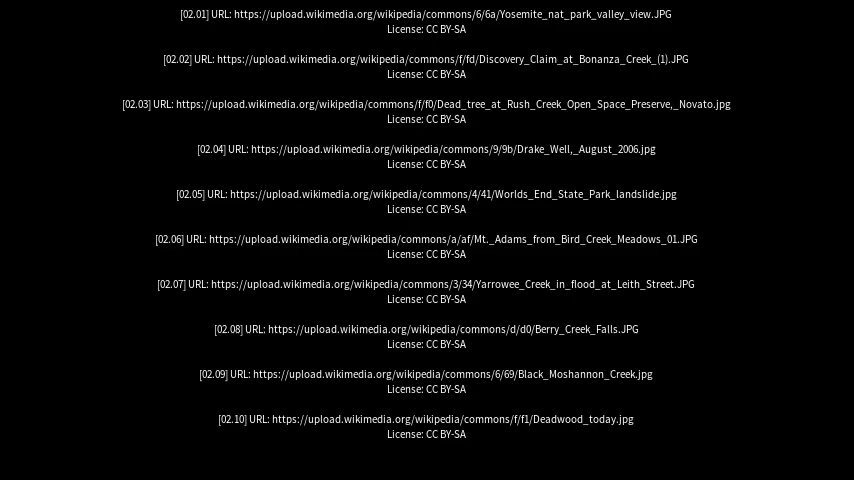 [02.01] URL: https://upload.wikimedia.org/wikipedia/commons/6/6a/Yosemite_nat_park_valley_view.JPG
License: CC BY-SA
[02.02] URL: https://upload.wikimedia.org/wikipedia/commons/f/fd/Discovery_Claim_at_Bonanza_Creek_(1).JPG
License: CC BY-SA
[02.03] URL: https://upload.wikimedia.org/wikipedia/commons/f/f0/Dead_tree_at_Rush_Creek_Open_Space_Preserve,_Novato.jpg
License: CC BY-SA
[02.04] URL: https://upload.wikimedia.org/wikipedia/commons/9/9b/Drake_Well,_August_2006.jpg
License: CC BY-SA
[02.05] URL: https://upload.wikimedia.org/wikipedia/commons/4/41/Worlds_End_State_Park_landslide.jpg
License: CC BY-SA
[02.06] URL: https://upload.wikimedia.org/wikipedia/commons/a/af/Mt._Adams_from_Bird_Creek_Meadows_01.JPG
License: CC BY-SA
[02.07] URL: https://upload.wikimedia.org/wikipedia/commons/3/34/Yarrowee_Creek_in_flood_at_Leith_Street.JPG
License: CC BY-SA
[02.08] URL: https://upload.wikimedia.org/wikipedia/commons/d/d0/Berry_Creek_Falls.JPG
License: CC BY-SA
[02.09] URL: https://upload.wikimedia.org/wikipedia/commons/6/69/Black_Moshannon_Creek.jpg
License: CC BY-SA
[02.10] URL: https://upload.wikimedia.org/wikipedia/commons/f/f1/Deadwood_today.jpg
License: CC BY-SA